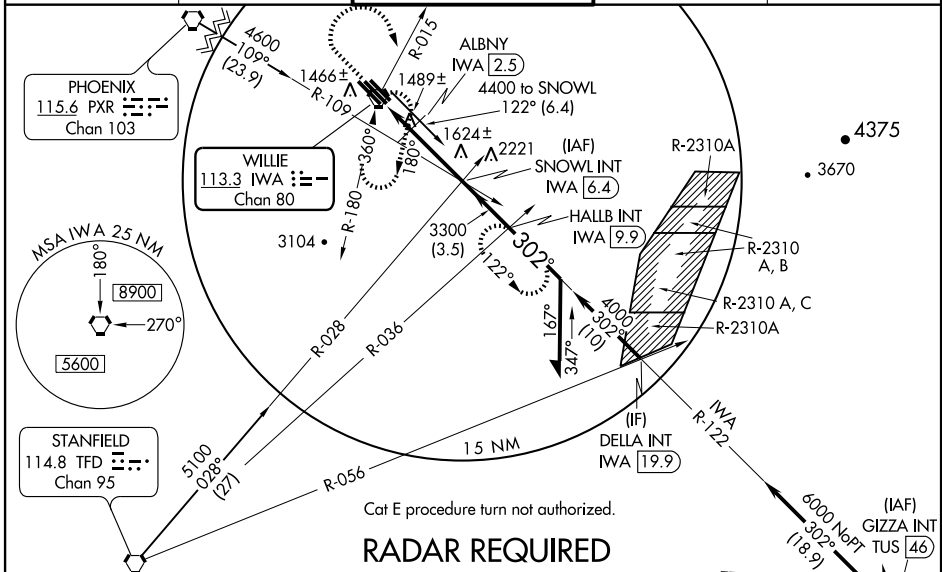 4600
109°
(23.9)
R-109
R-015
PHOENIX
115.6 PXR
Chan 103
1466±
1489±
ALBNY
IWA 2.5
4400 to SNOWL
122° (6.4)
1624±
2221
WILLIE
113.3 IWA
Chan 80
360°
180°
R-180
(IAF)
SNOWL INT
IWA 6.4
HALLB INT
IWA 9.9
3300
(3.5)
302°
122°
3104
R-2310A
4375
3670
R-2310
A, B
R-2310 A, C
R-2310A
MSA IWA 25 NM
180°
8900
270°
5600
R-028
R-036
167°
347°
4000
302°
(10)
(IF)
DELLA INT
IWA 19.9
IWA
R-122
15 NM
STANFIELD
114.8 TFD
Chan 95
5100
028°
(27)
R-056
Cat E procedure turn not authorized.
RADAR REQUIRED
6000 NoPT
302°
(18.9)
(IAF)
GIZZA INT
TUS 46